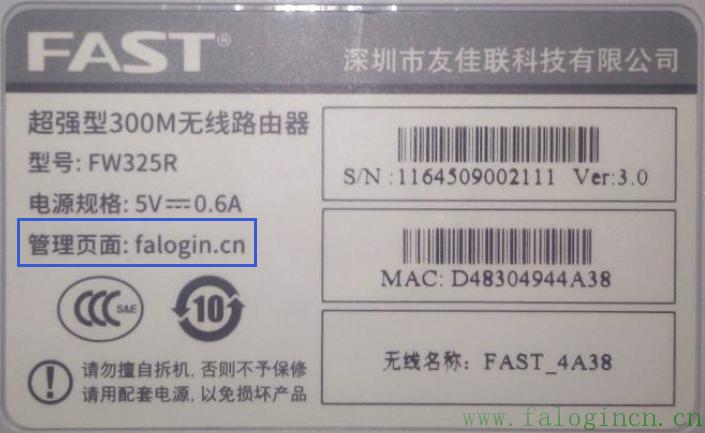 FAST®
深圳市友佳联科技有限公司
超强型300M无线路由器
型号: FW325R
电源规格: 5V⎓0.6A
管理页面: falogin.cn
S/N :1164509002111 Ver:3.0
MAC: D48304944A38
无线名称: FAST_4A38
CCC S&E
10
请勿擅自拆机, 否则不予保修
请用配套电源, 以免损坏产品
www.falogincn.cn